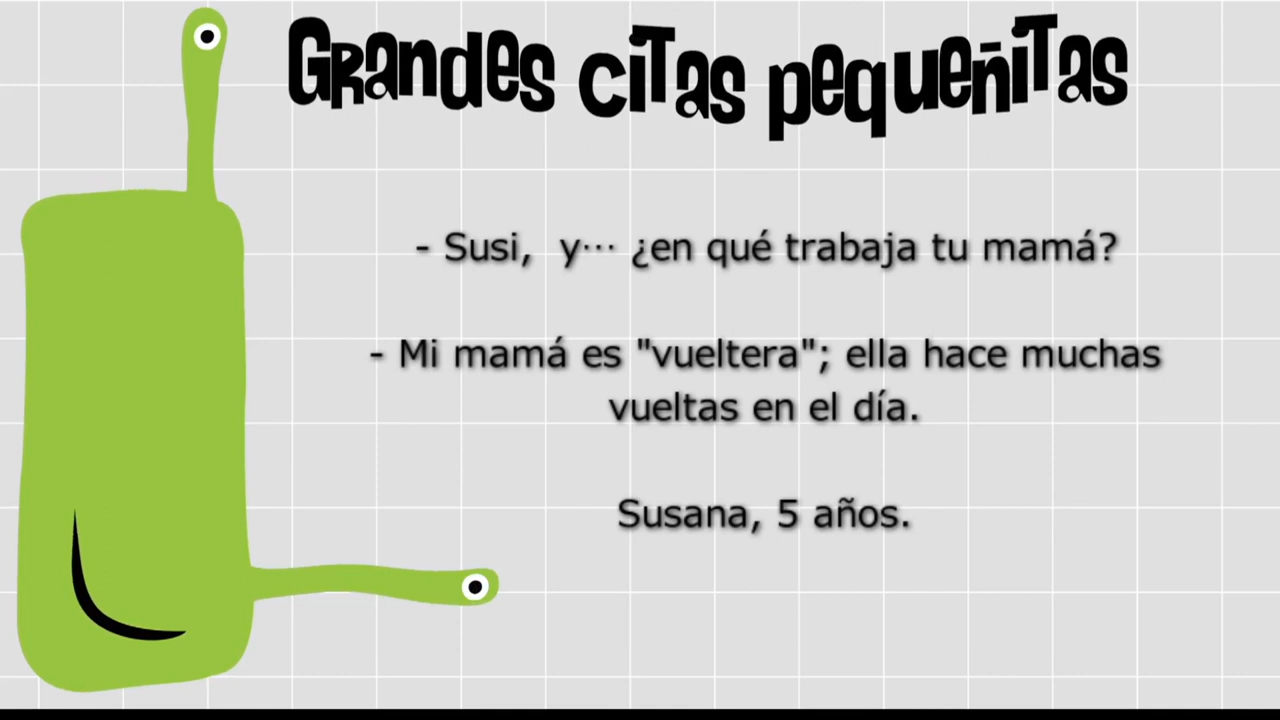 Grandes citas pequeñitas
- Susi, y... ¿en qué trabaja tu mamá?
- Mi mamá es "vueltera"; ella hace muchas
vueltas en el día.
Susana, 5 años.